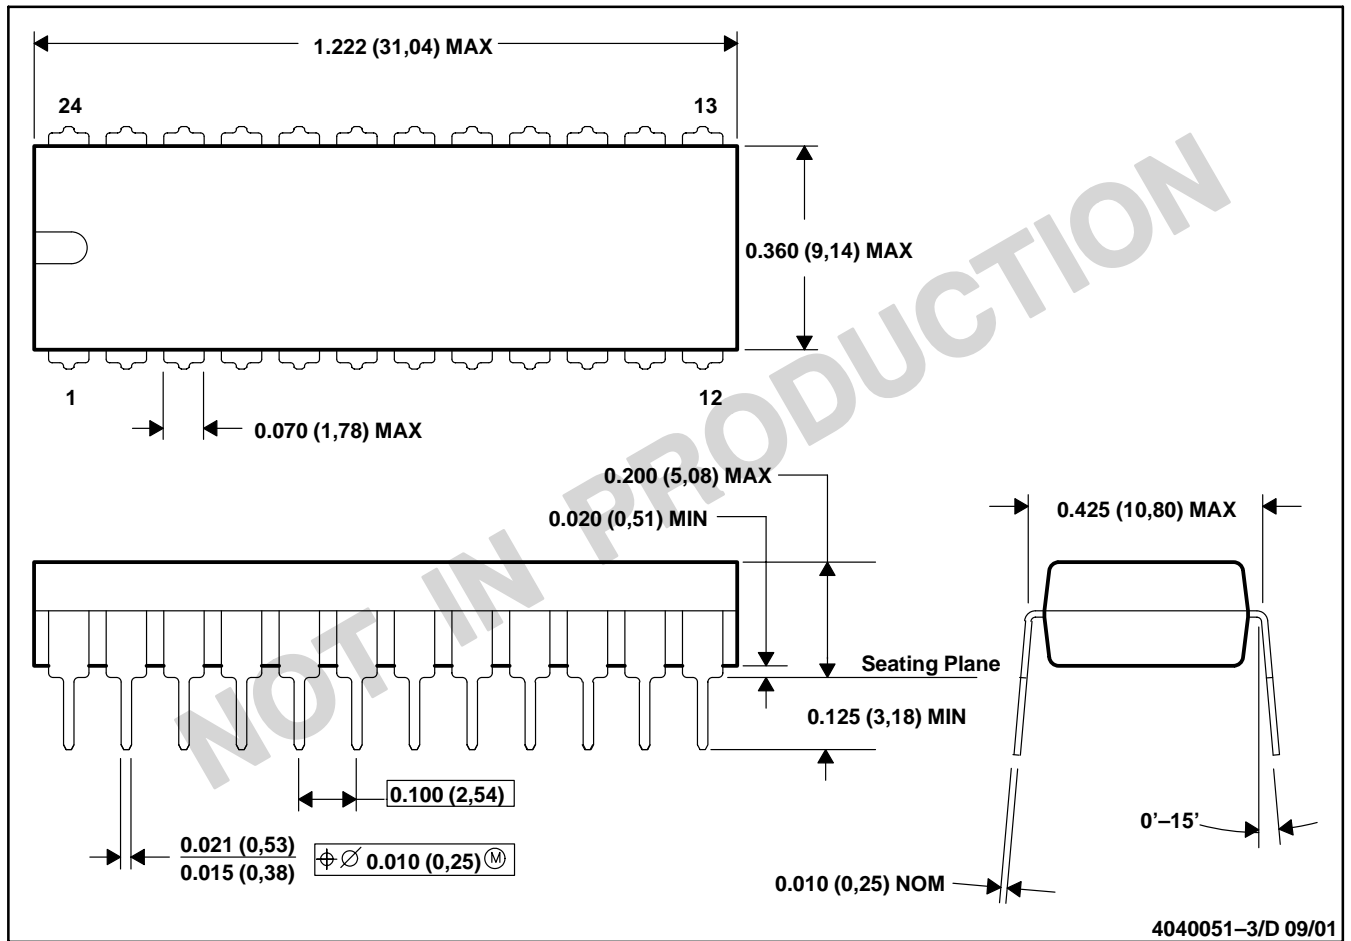 1.222 (31,04) MAX
24
13
0.360 (9,14) MAX
1
12
0.070 (1,78) MAX
0.200 (5,08) MAX
0.020 (0,51) MIN
0.425 (10,80) MAX
NOT IN PRODUCTION
Seating Plane
0.125 (3,18) MIN
0.100 (2,54)
0'–15'
0.021 (0,53)
0.015 (0,38)
⌖ ∅ 0.010 (0,25) Ⓜ
0.010 (0,25) NOM
4040051–3/D 09/01